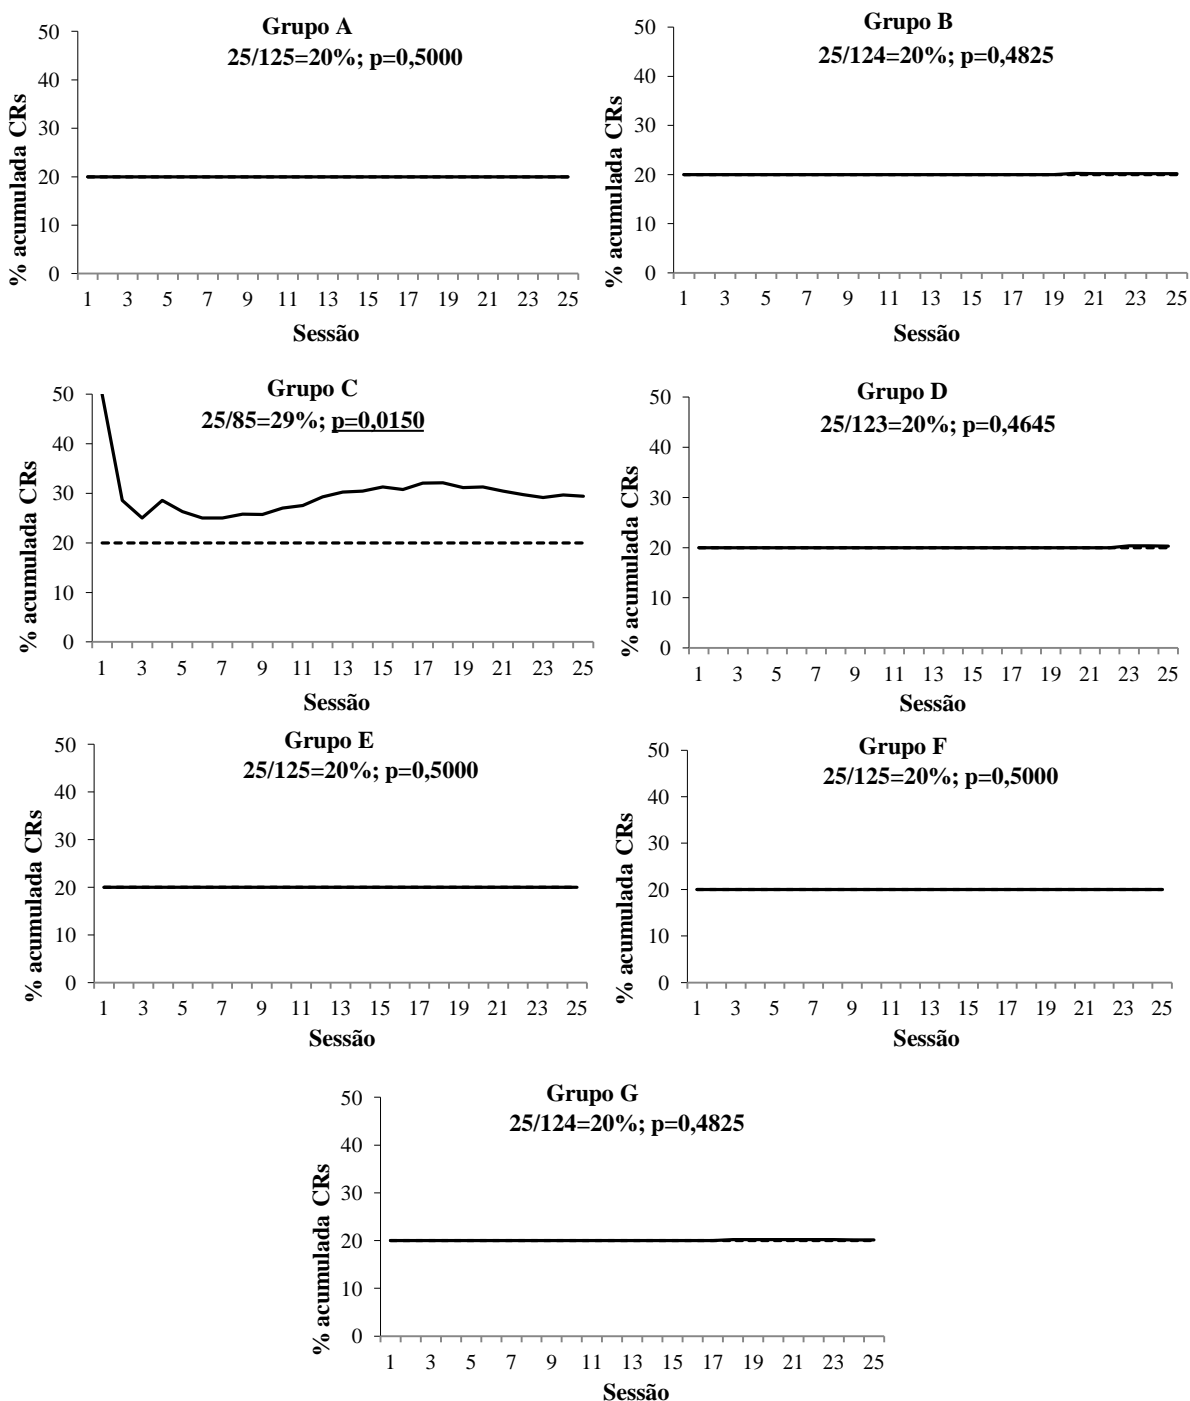 Grupo A
25/125=20%; p=0,5000
% acumulada CRs
50
40
30
20
10
0
1 3 5 7 9 11 13 15 17 19 21 23 25
Sessão
Grupo B
25/124=20%; p=0,4825
% acumulada CRs
50
40
30
20
10
0
1 3 5 7 9 11 13 15 17 19 21 23 25
Sessão
Grupo C
25/85=29%; p=0,0150
% acumulada CRs
50
40
30
20
10
0
1 3 5 7 9 11 13 15 17 19 21 23 25
Sessão
Grupo D
25/123=20%; p=0,4645
% acumulada CRs
50
40
30
20
10
0
1 3 5 7 9 11 13 15 17 19 21 23 25
Sessão
Grupo E
25/125=20%; p=0,5000
% acumulada CRs
50
40
30
20
10
0
1 3 5 7 9 11 13 15 17 19 21 23 25
Sessão
Grupo F
25/125=20%; p=0,5000
% acumulada CRs
50
40
30
20
10
0
1 3 5 7 9 11 13 15 17 19 21 23 25
Sessão
Grupo G
25/124=20%; p=0,4825
% acumulada CRs
50
40
30
20
10
0
1 3 5 7 9 11 13 15 17 19 21 23 25
Sessão